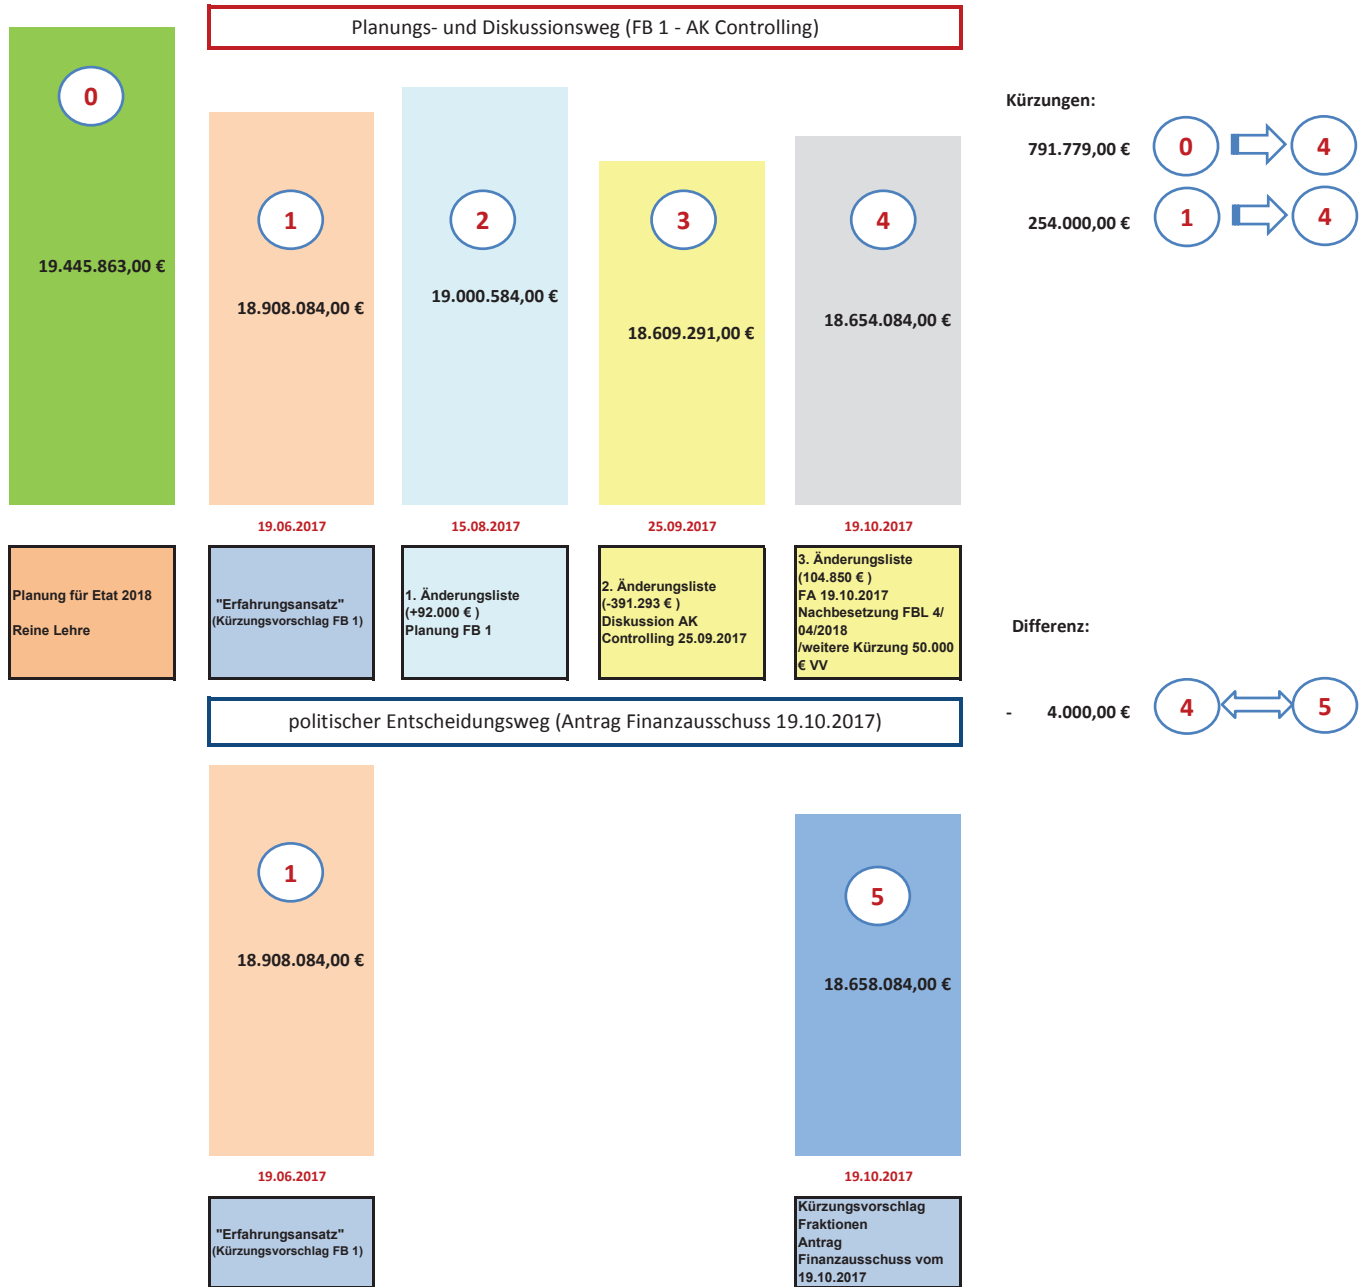 Planungs- und Diskussionsweg (FB 1 - AK Controlling)
0
19.445.863,00 €
1
18.908.084,00 €
2
19.000.584,00 €
3
18.609.291,00 €
4
18.654.084,00 €
Kürzungen:
791.779,00 € 0 4
254.000,00 € 1 4
19.06.2017
15.08.2017
25.09.2017
19.10.2017
Planung für Etat 2018
Reine Lehre
"Erfahrungsansatz"
(Kürzungsvorschlag FB 1)
1. Änderungsliste
(+92.000 € )
Planung FB 1
2. Änderungsliste
(-391.293 € )
Diskussion AK
Controlling 25.09.2017
3. Änderungsliste
(104.850 € )
FA 19.10.2017
Nachbesetzung FBL 4/
04/2018
/weitere Kürzung 50.000
€ VV
Differenz:
- 4.000,00 € 4 5
politischer Entscheidungsweg (Antrag Finanzausschuss 19.10.2017)
1
18.908.084,00 €
5
18.658.084,00 €
19.06.2017
19.10.2017
"Erfahrungsansatz"
(Kürzungsvorschlag FB 1)
Kürzungsvorschlag
Fraktionen
Antrag
Finanzausschuss vom
19.10.2017